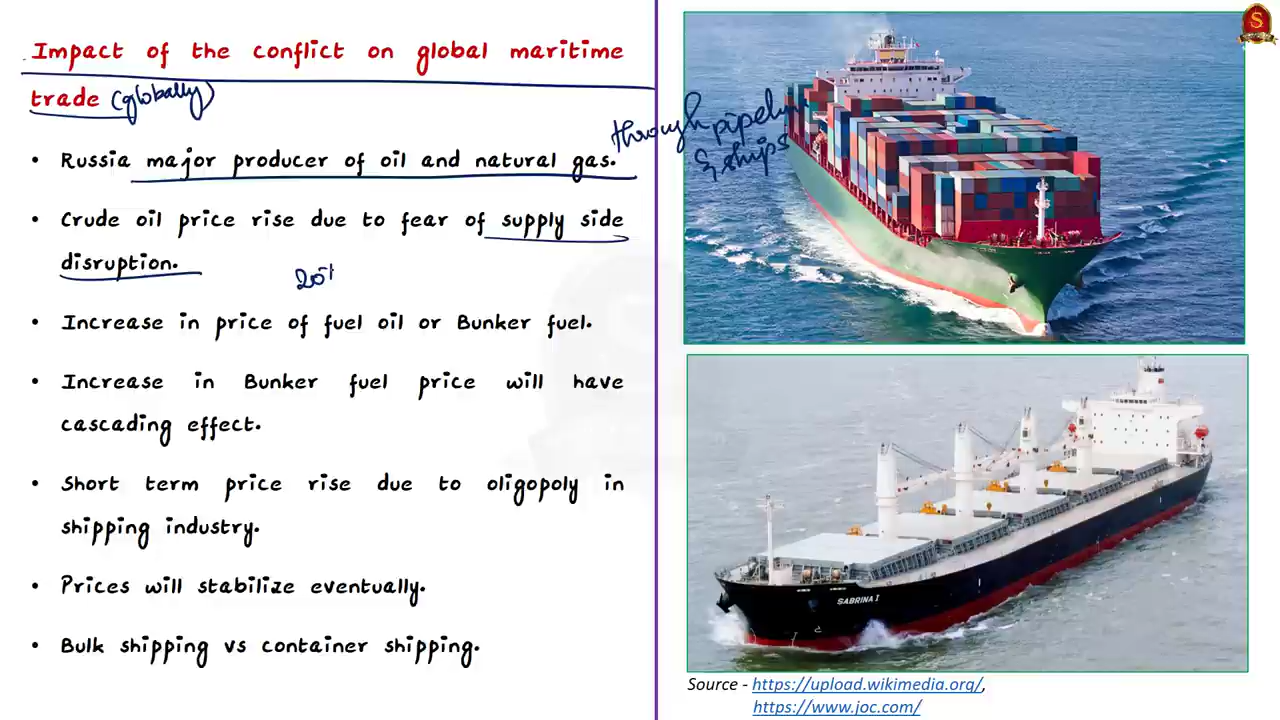 Impact of the conflict on global maritime
trade (globally)
• Russia major producer of oil and natural gas.
through pipeline
& ships
• Crude oil price rise due to fear of supply side
disruption.
• Increase in price of fuel oil or Bunker fuel.
• Increase in Bunker fuel price will have
cascading effect.
• Short term price rise due to oligopoly in
shipping industry.
• Prices will stabilize eventually.
• Bulk shipping vs container shipping.
SABRINA I
Source - https://upload.wikimedia.org/,
https://www.joc.com/